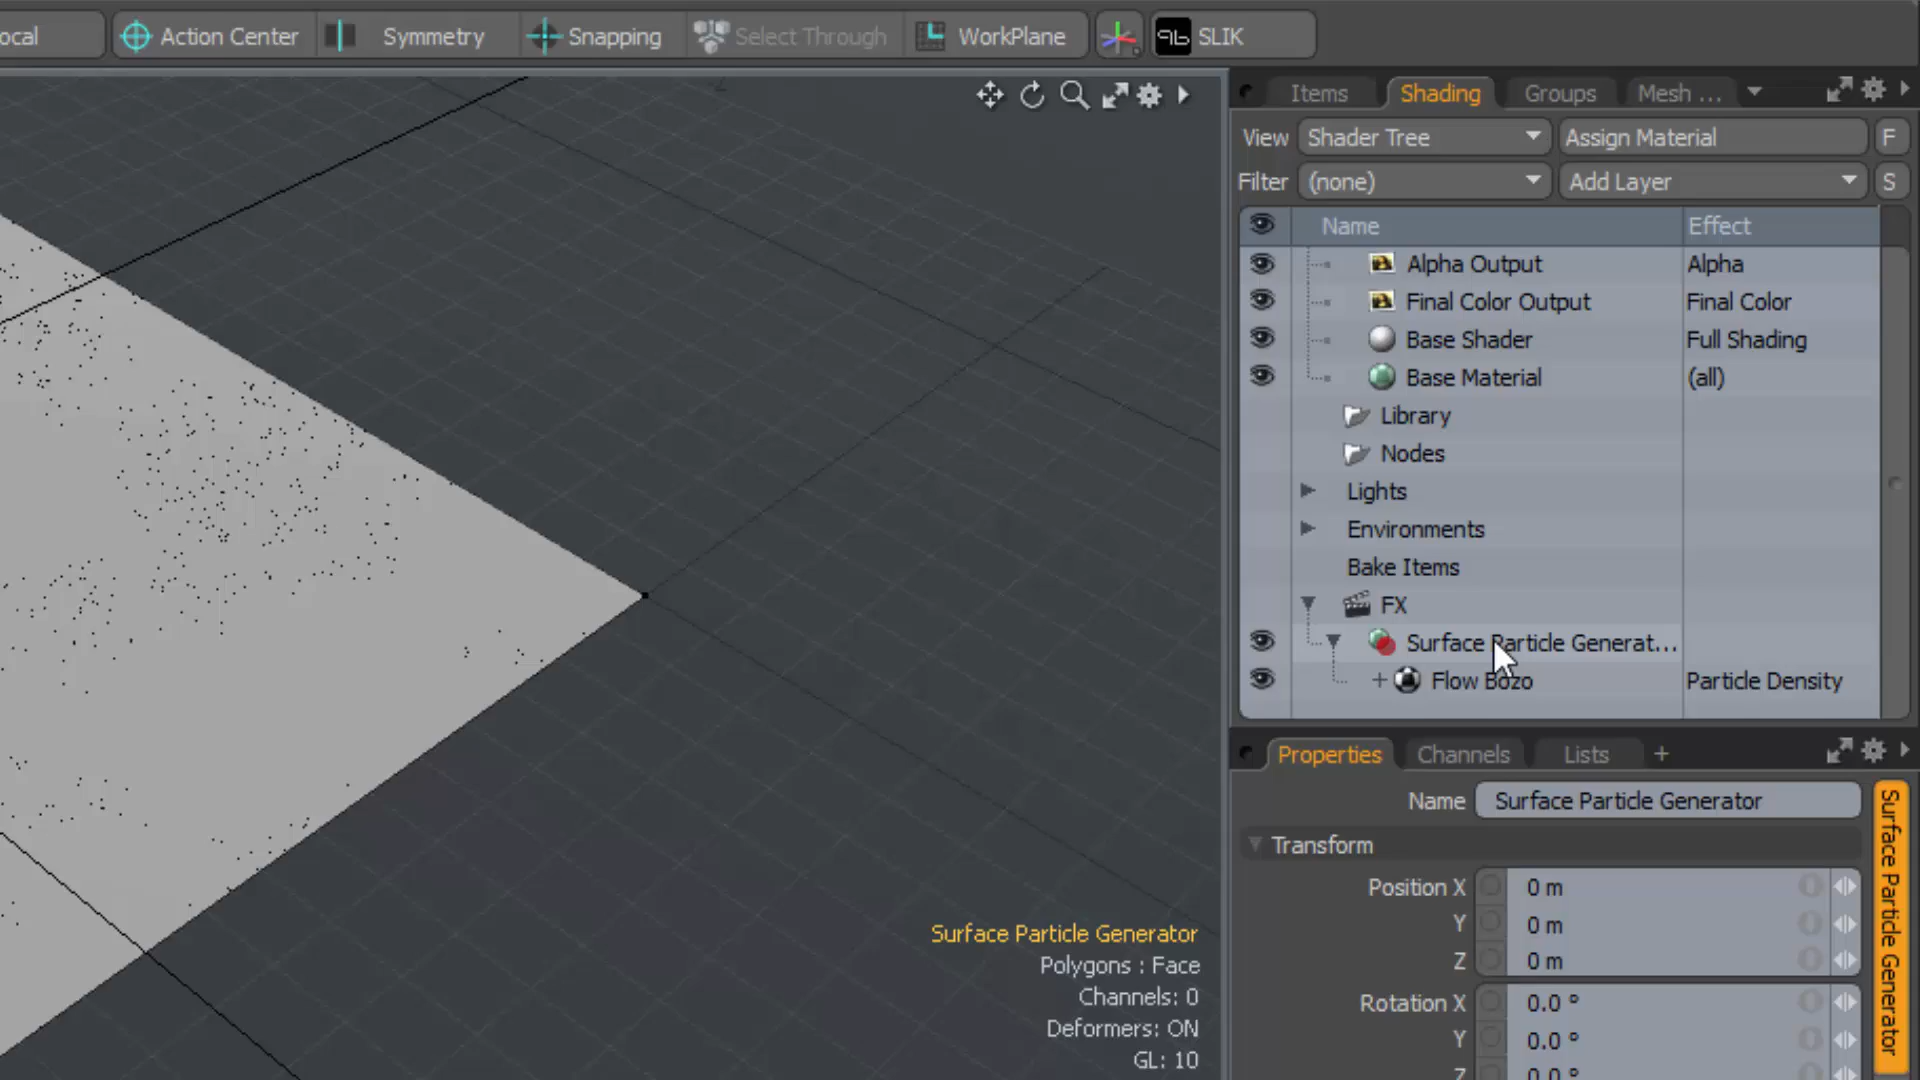 ocal
Action Center
Symmetry
Snapping
Select Through
WorkPlane
SLIK
Items
Shading
Groups
Mesh ...
View
Shader Tree
Assign Material
F
Filter
(none)
Add Layer
S
Name
Effect
Alpha Output
Alpha
Final Color Output
Final Color
Base Shader
Full Shading
Base Material
(all)
Library
Nodes
Lights
Environments
Bake Items
FX
Surface Particle Generat...
Flow Bozo
Particle Density
Properties
Channels
Lists
+
Name
Surface Particle Generator
Transform
Position X
0 m
Y
0 m
Z
0 m
Rotation X
0.0 °
Y
0.0 °
Z
0.0 °
Surface Particle Generator
Surface Particle Generator
Polygons : Face
Channels: 0
Deformers: ON
GL: 10